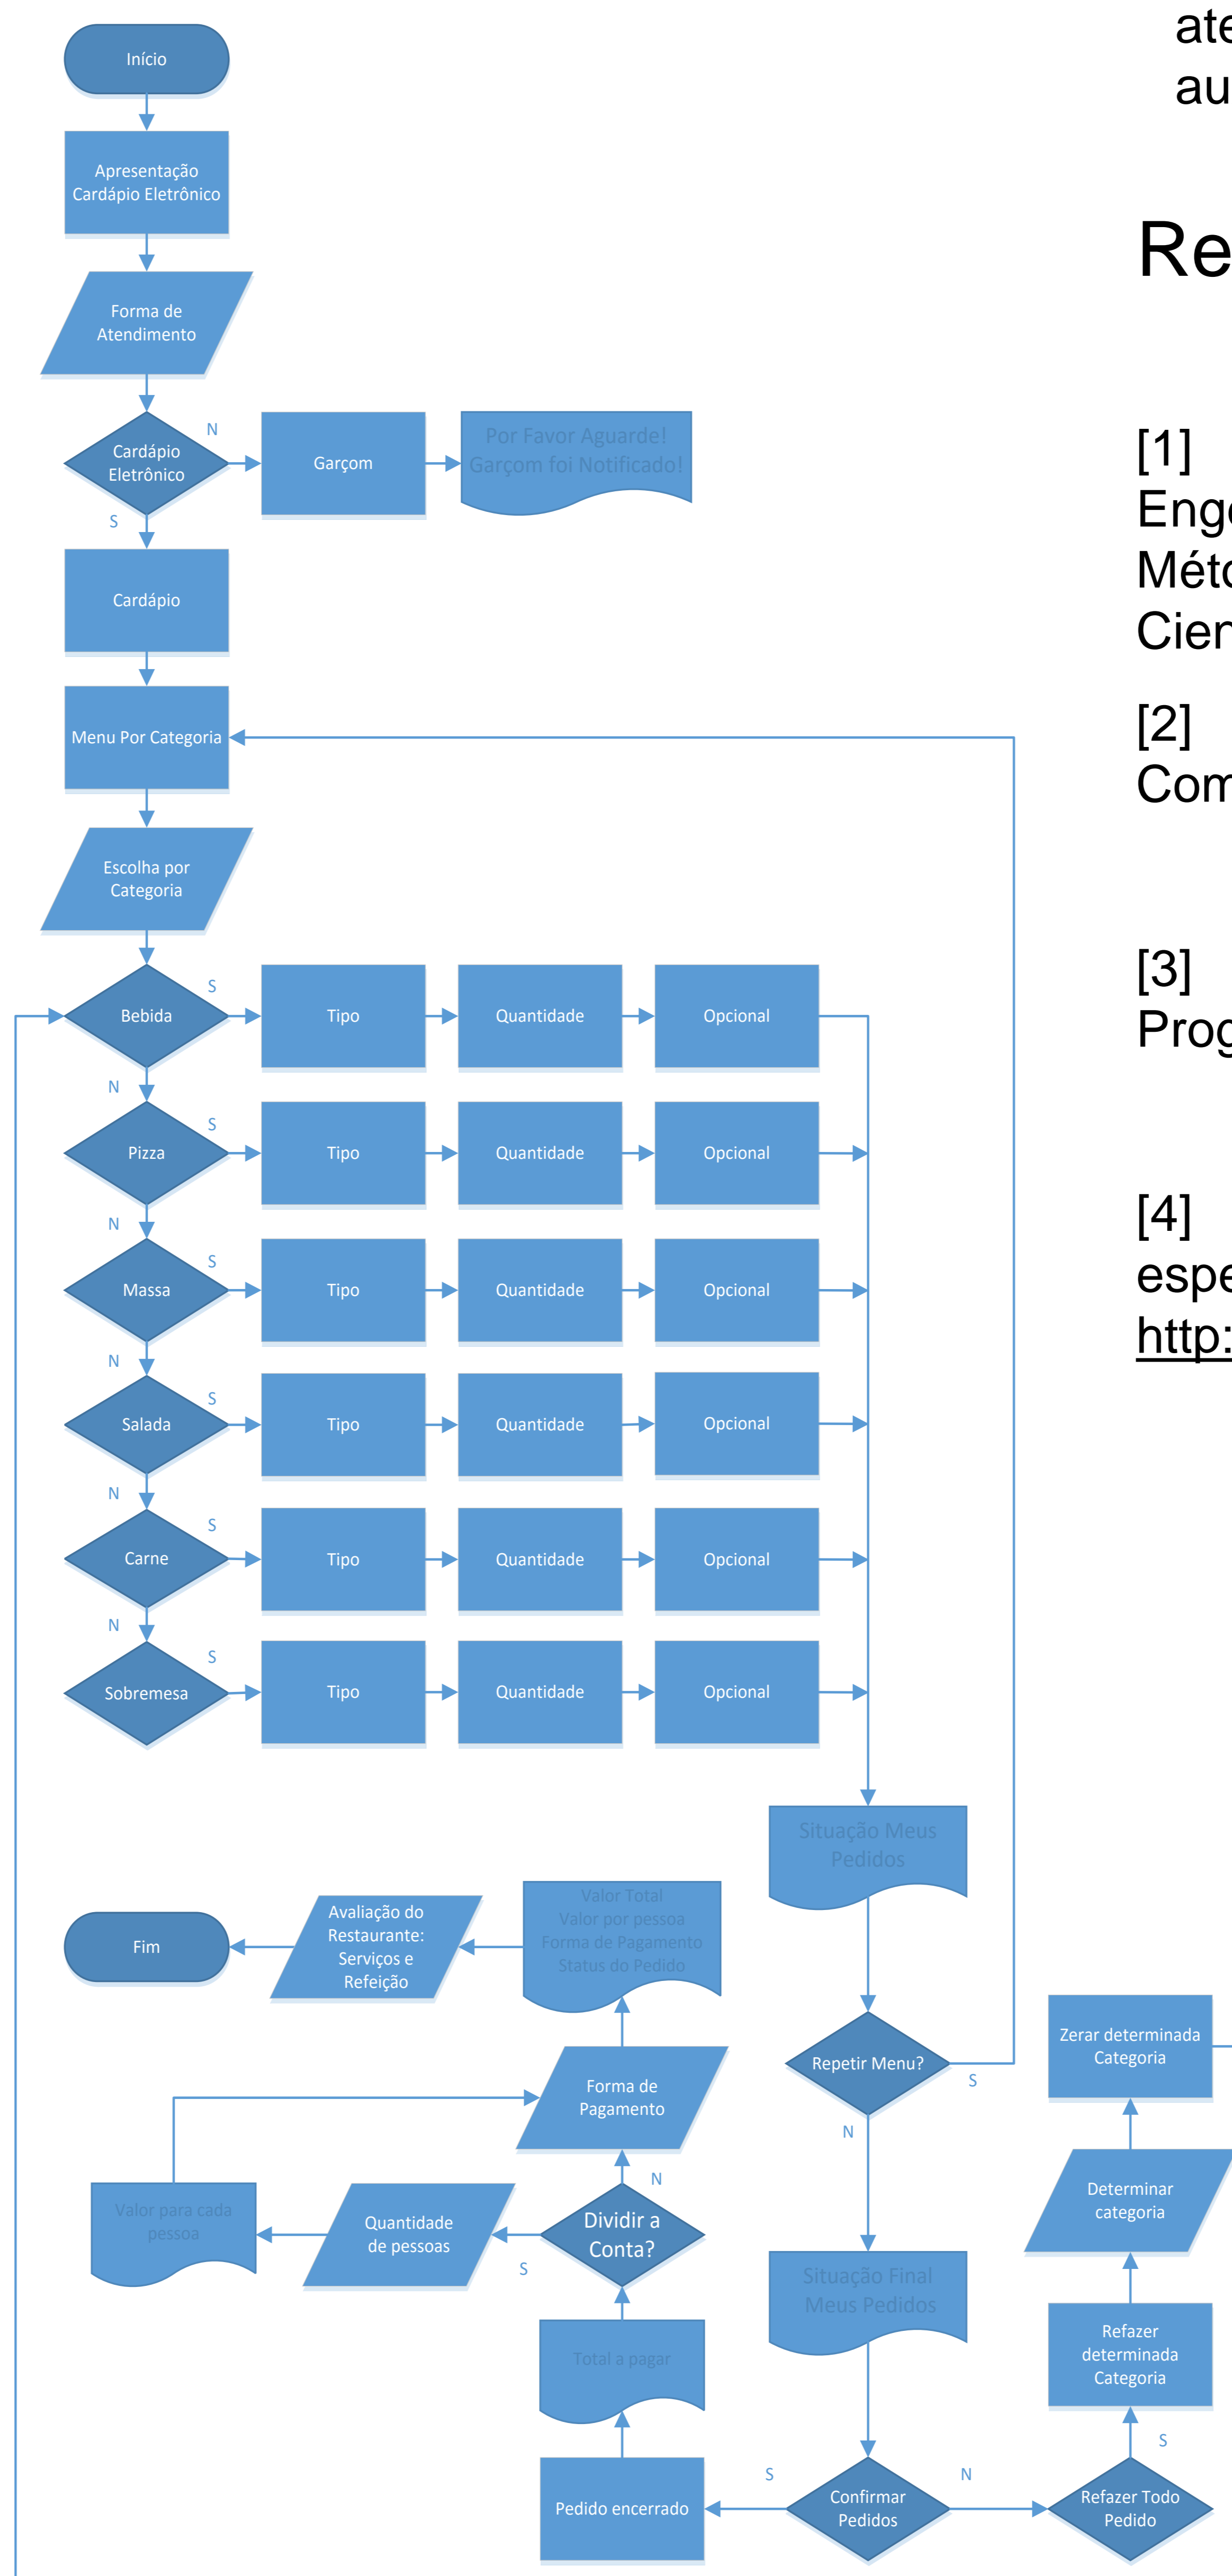 Início
Apresentação
Cardápio Eletrônico
Forma de
Atendimento
Cardápio
Eletrônico
N
S
Garçom
Por Favor Aguarde!
Garçom foi Notificado!
Cardápio
Menu Por Categoria
Escolha por
Categoria
Bebida
S
N
Tipo
Quantidade
Opcional
Pizza
S
N
Tipo
Quantidade
Opcional
Massa
S
N
Tipo
Quantidade
Opcional
Salada
S
N
Tipo
Quantidade
Opcional
Carne
S
N
Tipo
Quantidade
Opcional
Sobremesa
S
Tipo
Quantidade
Opcional
Situação Meus
Pedidos
Repetir Menu?
S
N
Situação Final
Meus Pedidos
Confirmar
Pedidos
S
N
Pedido encerrado
Total a pagar
Dividir a
Conta?
S
N
Quantidade
de pessoas
Valor para cada
pessoa
Forma de
Pagamento
Valor Total
Valor por pessoa
Forma de Pagamento
Status do Pedido
Avaliação do
Restaurante:
Serviços e
Refeição
Fim
Refazer Todo
Pedido
S
Refazer
determinada
Categoria
Determinar
categoria
Zerar determinada
Categoria
ate
au
Re
[1]
Enge
Méto
Cien
[2]
Com
[3]
Prog
[4]
espe
http: